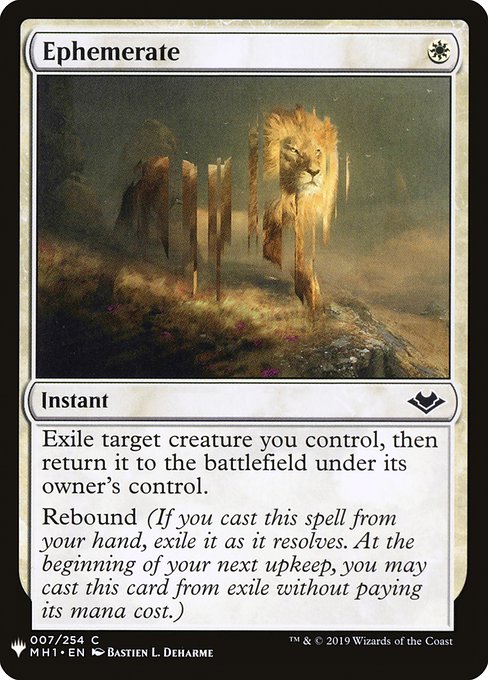 Ephemerate
Instant
Exile target creature you control, then
return it to the battlefield under its
owner's control.
Rebound (If you cast this spell from
your hand, exile it as it resolves. At the
beginning of your next upkeep, you may
cast this card from exile without paying
its mana cost.)
007/254 C
MH1 • EN Bastien L. Deharme
™ & © 2019 Wizards of the Coast